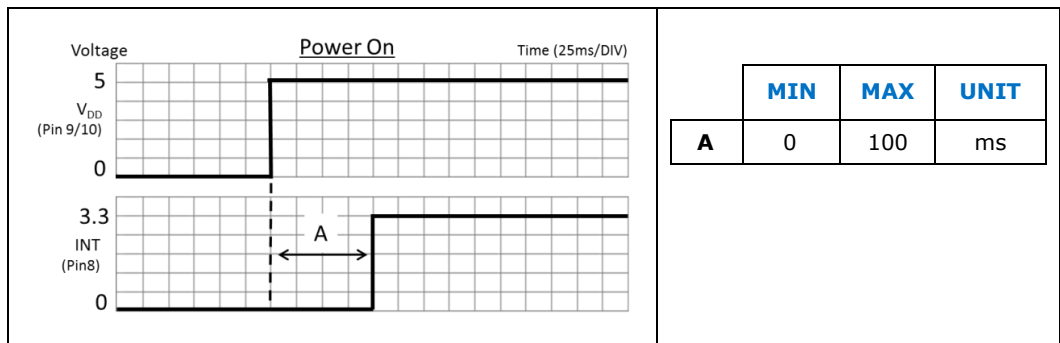 Voltage Power On Time (25ms/DIV)
5
VDD
(Pin 9/10)
0
3.3
INT
(Pin8)
0
A
MIN MAX UNIT
A 0 100 ms